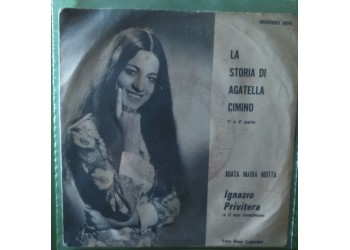 LA
STORIA DI
AGATELLA
CIMINO
1ª e 2ª parte
AGATA MARIA MOTTA
Ignazio
Privitera
e il suo complesso